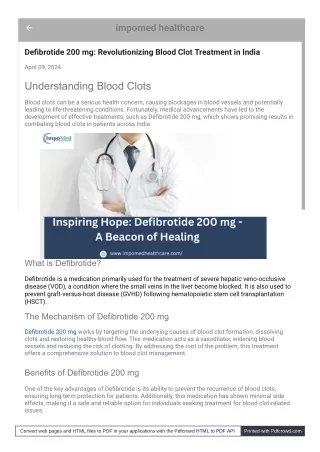 impomed healthcare
Defibrotide 200 mg: Revolutionizing Blood Clot Treatment in India
April 09, 2024
Understanding Blood Clots
Blood clots can be a serious health concern, causing blockages in blood vessels and potentially
leading to life-threatening conditions. Fortunately, medical advancements have led to the
development of effective treatments, such as Defibrotide 200 mg, which shows promising results in
combating blood clots in patients across India
ImpoMed
Inspiring Hope: Defibrotide 200 mg -
A Beacon of Healing
www.impomedhealthcare.com/
What is Defibrotide?
Defibrotide is a medication primarily used for the treatment of severe hepatic veno-occlusive
disease (VOD), a condition where the small veins in the liver become blocked. It is also used to
prevent graft-versus-host disease (GVHD) following hematopoietic stem cell transplantation
(HSCT).
The Mechanism of Defibrotide 200 mg
Defibrotide 200 mg works by targeting the underlying causes of blood clot formation, dissolving
clots and restoring healthy blood flow. This medication acts as a vasodilator, widening blood
vessels and reducing the risk of clotting. By addressing the root of the problem, this treatment
offers a comprehensive solution to blood clot management.
Benefits of Defibrotide 200 mg
One of the key advantages of Defibrotide is its ability to prevent the recurrence of blood clots,
ensuring long-term protection for patients. Additionally, this medication has shown minimal side
effects, making it a safe and reliable option for individuals seeking treatment for blood clot-related
issues.
Convert web pages and HTML files to PDF in your applications with the Pdfcrowd HTML to PDF API
Printed with Pdfcrowd.com